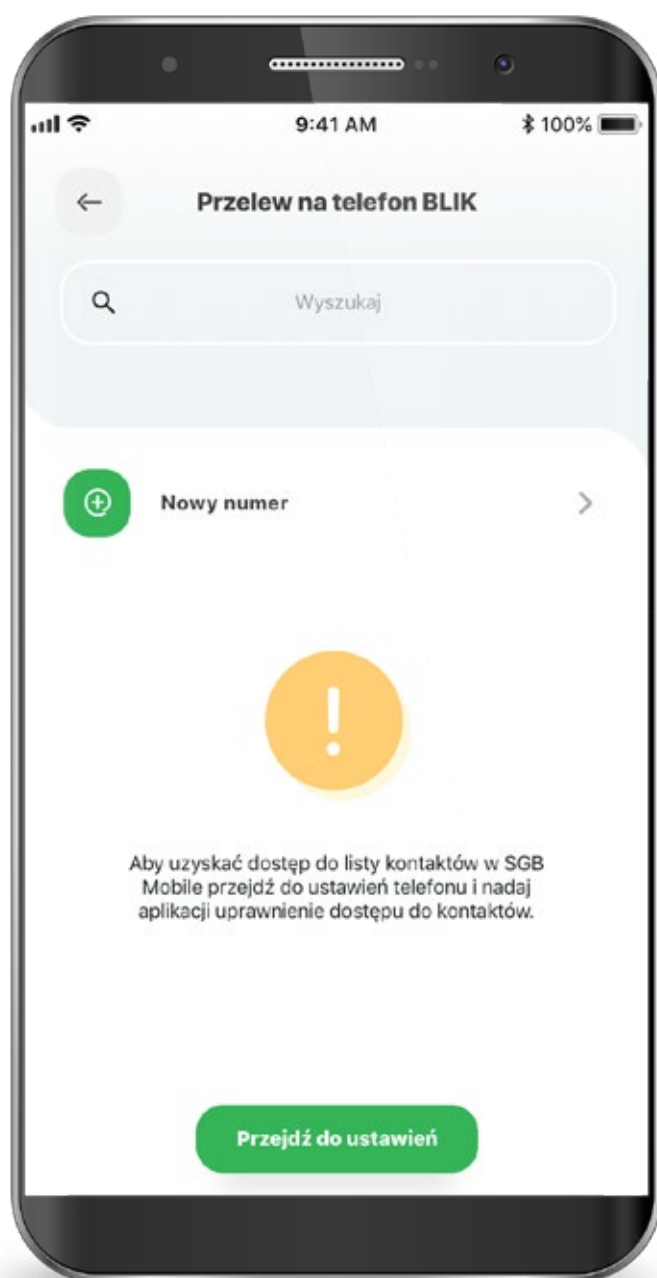 9:41 AM
100%
Przelew na telefon BLIK
Wyszukaj
Nowy numer
Aby uzyskać dostęp do listy kontaktów w SGB
Mobile przejdź do ustawień telefonu i nadaj
aplikacji uprawnienie dostępu do kontaktów.
Przejdź do ustawień